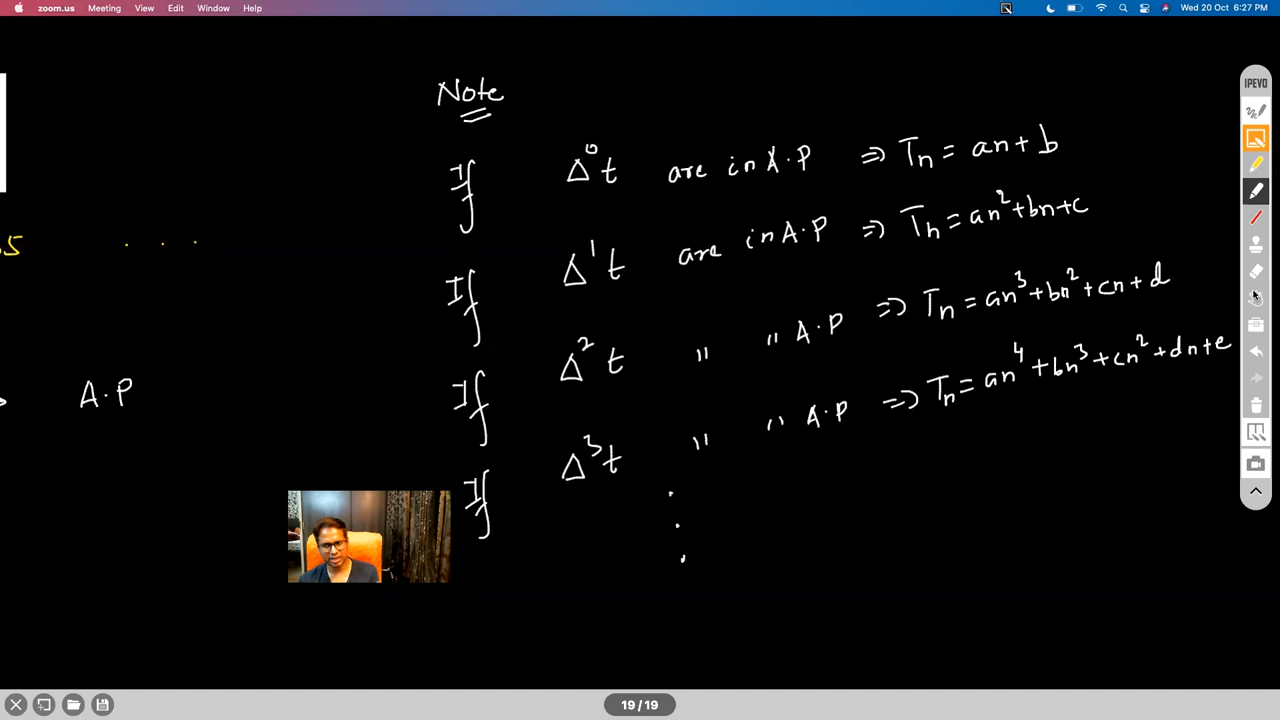 zoom.us Meeting View Edit Window Help Wed 20 Oct 6:27 PM
IPEVO
Note
If Δ⁰t are in A.P ⇒ Tₙ = an + b
If Δ¹t are in A.P ⇒ Tₙ = an² + bn + c
If Δ²t " " A.P ⇒ Tₙ = an³ + bn² + cn + d
If Δ³t " " A.P ⇒ Tₙ = an⁴ + bn³ + cn² + dn + e
.
.
.
5 . . .
A.P
19 / 19